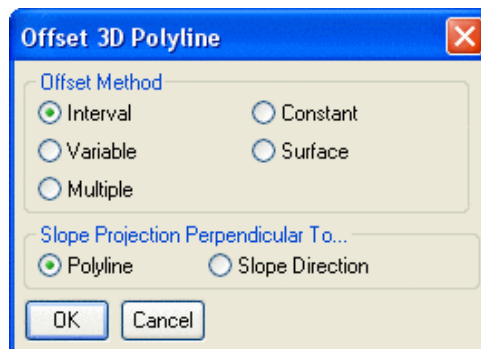 Offset 3D Polyline
Offset Method
Interval Constant
Variable Surface
Multiple
Slope Projection Perpendicular To...
Polyline Slope Direction
OK Cancel